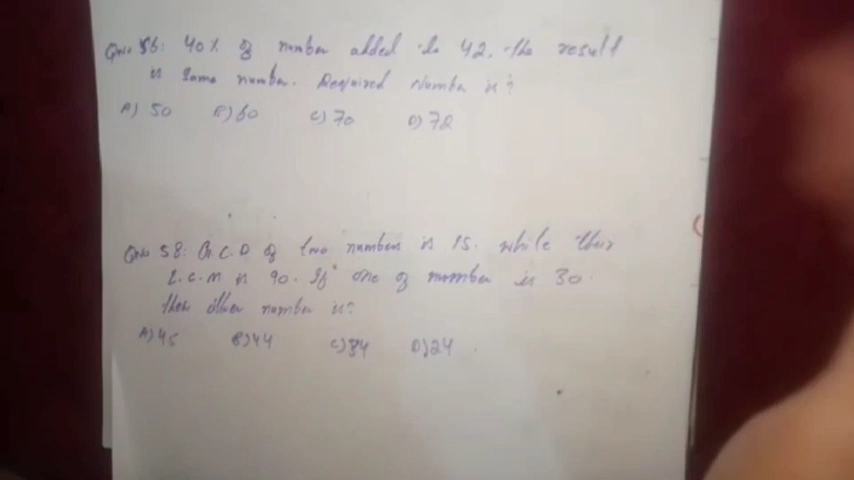 Qno 56: 40% of number added to 42, the result
is same number. Required Number is?
A) 50 B) 60 C) 70 D) 72
Qno 58: G.C.D of two numbers is 15. while their
L.C.M is 90. If one of number is 30.
then other number is?
A) 45 B) 44 C) 84 D) 24